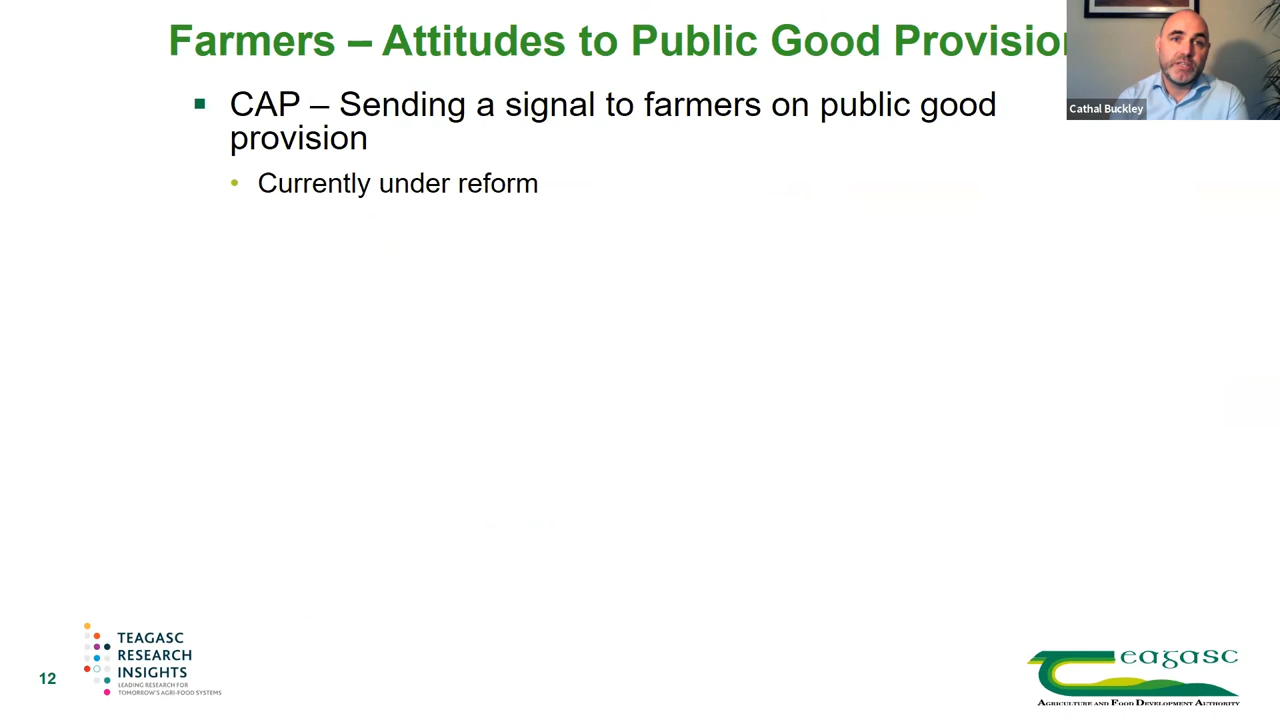 Farmers – Attitudes to Public Good Provision
Cathal Buckley
CAP – Sending a signal to farmers on public good
provision
Currently under reform
12
TEAGASC
RESEARCH
INSIGHTS
LEADING RESEARCH FOR
TOMORROW'S AGRI-FOOD SYSTEMS
eagasc
AGRICULTURE AND FOOD DEVELOPMENT AUTHORITY